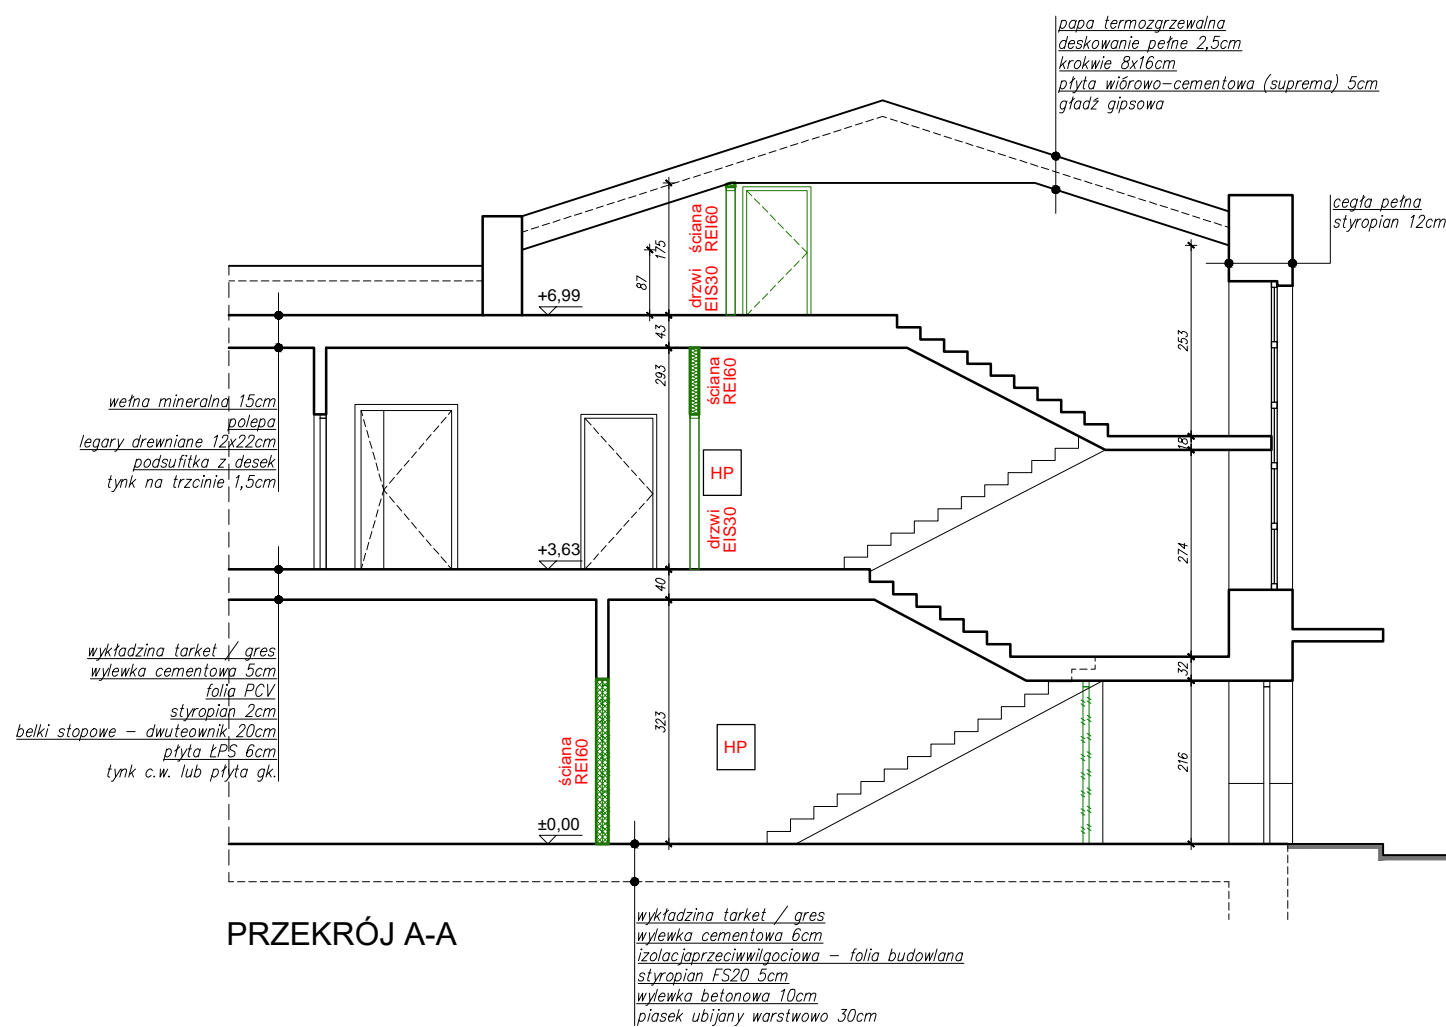 papa termozgrzewalna
deskowanie pełne 2,5cm
krokwie 8x16cm
płyta wiórowo-cementowa (suprema) 5cm
gładź gipsowa
cegła pełna
styropian 12cm
ściana
REI60
drzwi
EIS30
175
87
+6,99
43
253
293
ściana
REI60
wełna mineralna 15cm
polepa
legary drewniane 12x22cm
podsufitka z desek
tynk na trzcinie 1,5cm
18
HP
drzwi
EIS30
+3,63
274
40
wykładzina tarket / gres
wylewka cementowa 5cm
folia PCV
styropian 2cm
belki stopowe - dwuteownik 20cm
płyta ŁPS 6cm
tynk c.w. lub płyta gk.
32
323
ściana
REI60
HP
216
±0,00
PRZEKRÓJ A-A
wykładzina tarket / gres
wylewka cementowa 6cm
izolacjaprzeciwwilgociowa - folia budowlana
styropian FS20 5cm
wylewka betonowa 10cm
piasek ubijany warstwowo 30cm